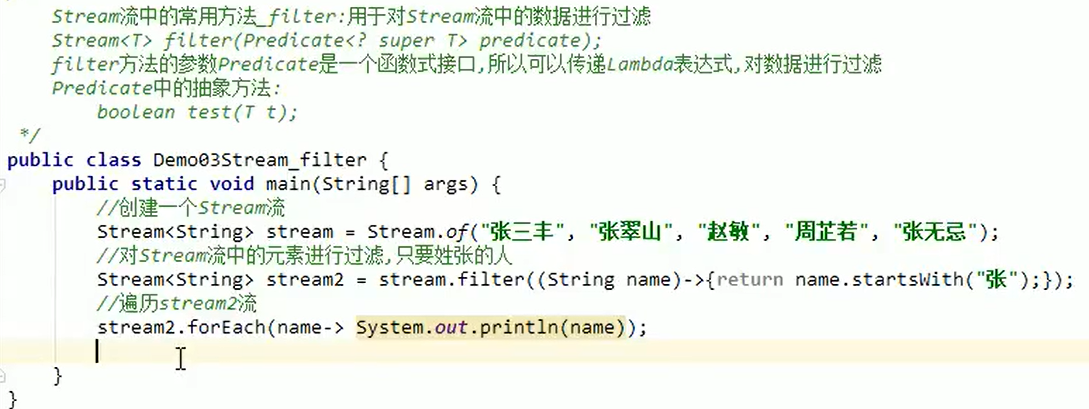 Stream流中的常用方法_filter:用于对Stream流中的数据进行过滤
Stream<T> filter(Predicate<? super T> predicate);
filter方法的参数Predicate是一个函数式接口,所以可以传递Lambda表达式,对数据进行过滤
Predicate中的抽象方法:
boolean test(T t);
*/
public class Demo03Stream_filter {
public static void main(String[] args) {
//创建一个Stream流
Stream<String> stream = Stream.of("张三丰", "张翠山", "赵敏", "周芷若", "张无忌");
//对Stream流中的元素进行过滤,只要姓张的人
Stream<String> stream2 = stream.filter((String name)->{return name.startsWith("张");});
//遍历stream2流
stream2.forEach(name-> System.out.println(name));
}
}